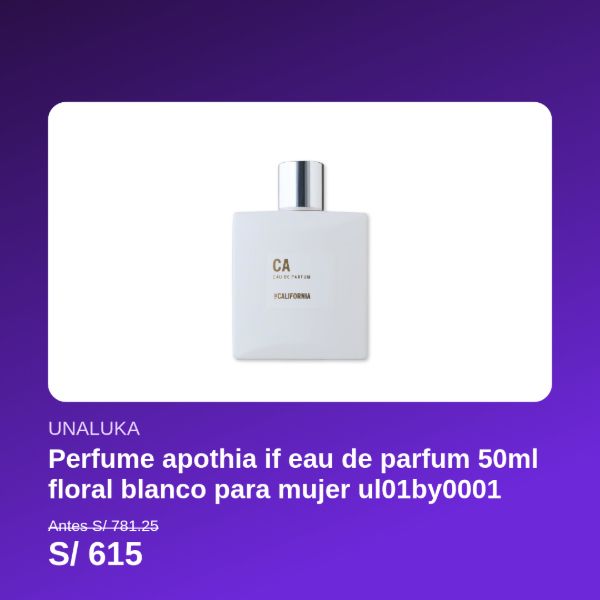 CA
EAU DE PARFUM
CALIFORNIA
UNALUKA
Perfume apothia if eau de parfum 50ml
floral blanco para mujer ul01by0001
Antes S/ 781.25
S/ 615